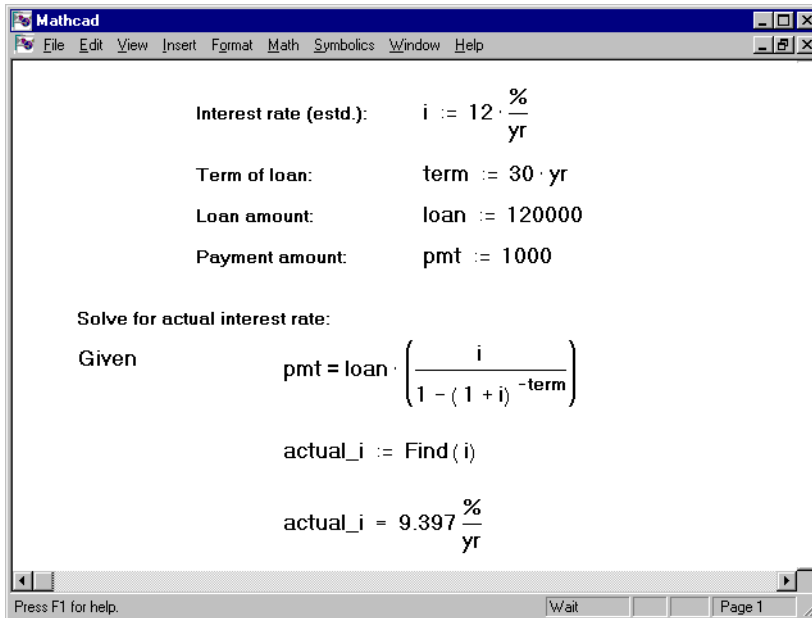 Mathcad
File Edit View Insert Format Math Symbolics Window Help
Interest rate (estd.): i := 12 · %/yr
Term of loan: term := 30 · yr
Loan amount: loan := 120000
Payment amount: pmt := 1000
Solve for actual interest rate:
Given pmt = loan · (i / (1 − (1 + i)^−term))
actual_i := Find (i)
actual_i = 9.397 %/yr
Press F1 for help. Wait Page 1